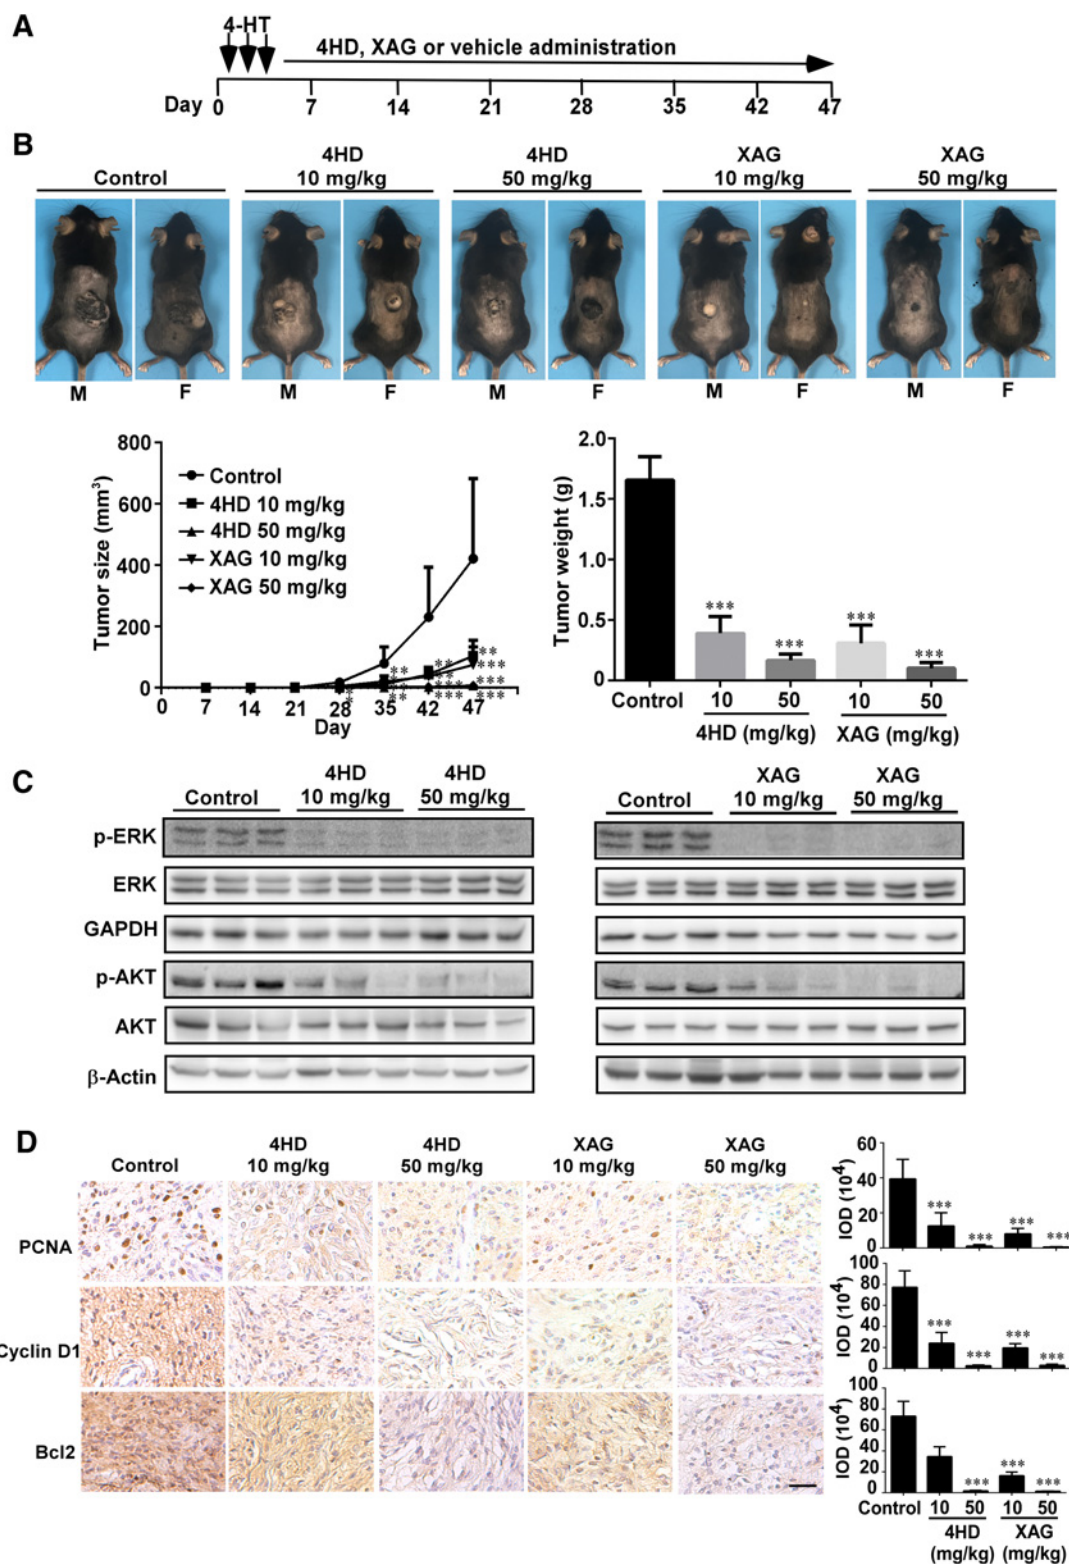 A
4-HT
4HD, XAG or vehicle administration
Day 0 7 14 21 28 35 42 47
B
Control
4HD
10 mg/kg
4HD
50 mg/kg
XAG
10 mg/kg
XAG
50 mg/kg
M F M F M F M F M F
Tumor size (mm³)
800
600
400
200
0
Control
4HD 10 mg/kg
4HD 50 mg/kg
XAG 10 mg/kg
XAG 50 mg/kg
** *** *** ***
0 7 14 21 28 35 42 47
Day
Tumor weight (g)
2.0
1.5
1.0
0.5
0
*** *** *** ***
Control 10 50 10 50
4HD (mg/kg) XAG (mg/kg)
C
Control
4HD
10 mg/kg
4HD
50 mg/kg
Control
XAG
10 mg/kg
XAG
50 mg/kg
p-ERK
ERK
GAPDH
p-AKT
AKT
β-Actin
D
Control
4HD
10 mg/kg
4HD
50 mg/kg
XAG
10 mg/kg
XAG
50 mg/kg
PCNA
Cyclin D1
Bcl2
IOD (10⁴)
60
40
20
0
*** *** *** ***
IOD (10⁴)
100
80
60
40
20
0
*** *** *** ***
IOD (10⁴)
100
80
60
40
20
0
*** *** ***
Control 10 50 10 50
4HD XAG
(mg/kg) (mg/kg)